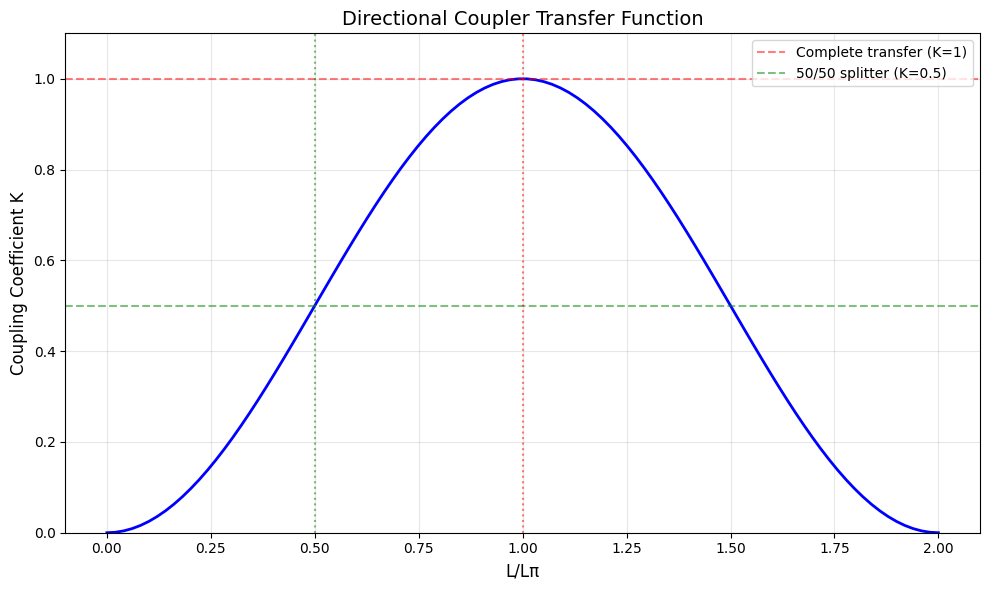 Directional Coupler Transfer Function
Complete transfer (K=1)
50/50 splitter (K=0.5)
Coupling Coefficient K
1.0
0.8
0.6
0.4
0.2
0.0
0.00 0.25 0.50 0.75 1.00 1.25 1.50 1.75 2.00
L/Lπ